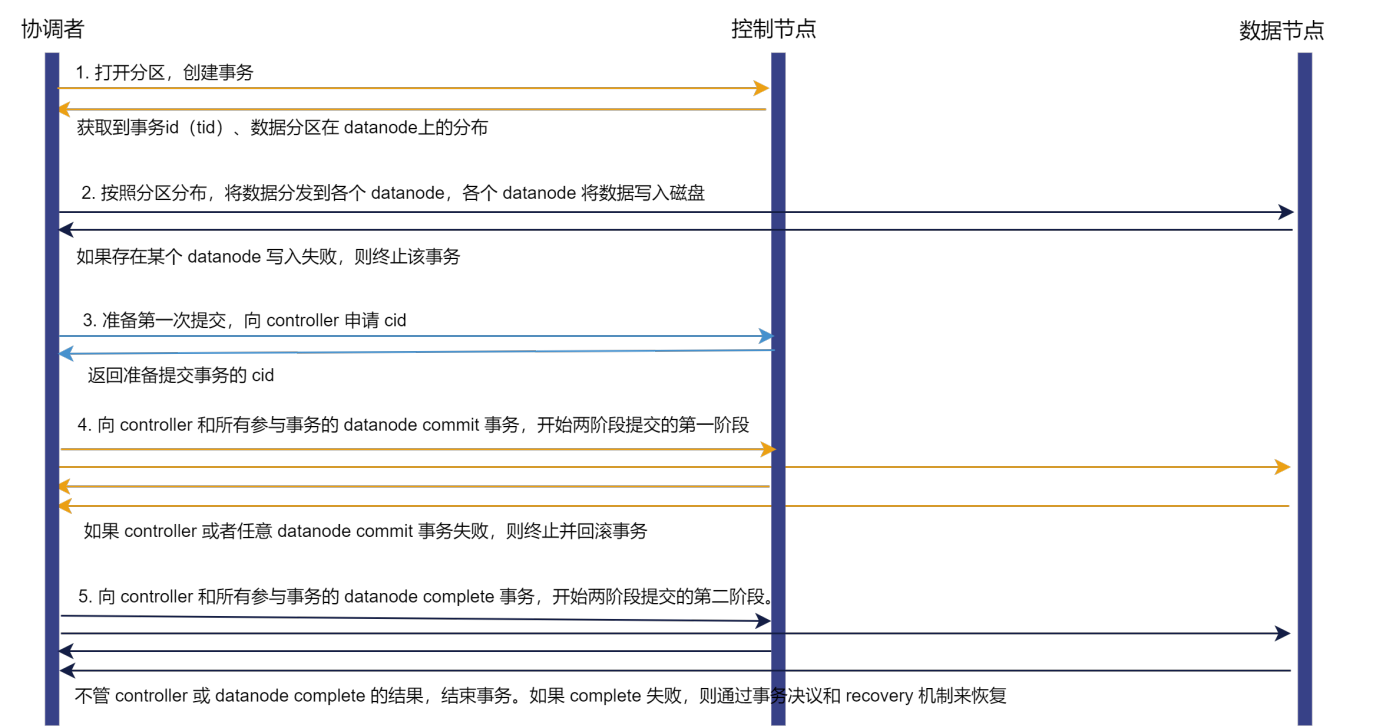 协调者
控制节点
数据节点
1. 打开分区，创建事务
获取到事务id（tid）、数据分区在 datanode上的分布
2. 按照分区分布，将数据分发到各个 datanode，各个 datanode 将数据写入磁盘
如果存在某个 datanode 写入失败，则终止该事务
3. 准备第一次提交，向 controller 申请 cid
返回准备提交事务的 cid
4. 向 controller 和所有参与事务的 datanode commit 事务，开始两阶段提交的第一阶段
如果 controller 或者任意 datanode commit 事务失败，则终止并回滚事务
5. 向 controller 和所有参与事务的 datanode complete 事务，开始两阶段提交的第二阶段。
不管 controller 或 datanode complete 的结果，结束事务。如果 complete 失败，则通过事务决议和 recovery 机制来恢复